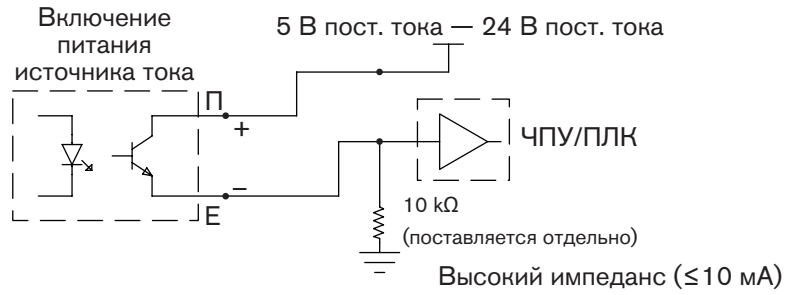 Включение
питания
источника тока
5 В пост. тока — 24 В пост. тока
П
+
ЧПУ/ПЛК
–
Е
10 kΩ
(поставляется отдельно)
Высокий импеданс (≤10 мА)